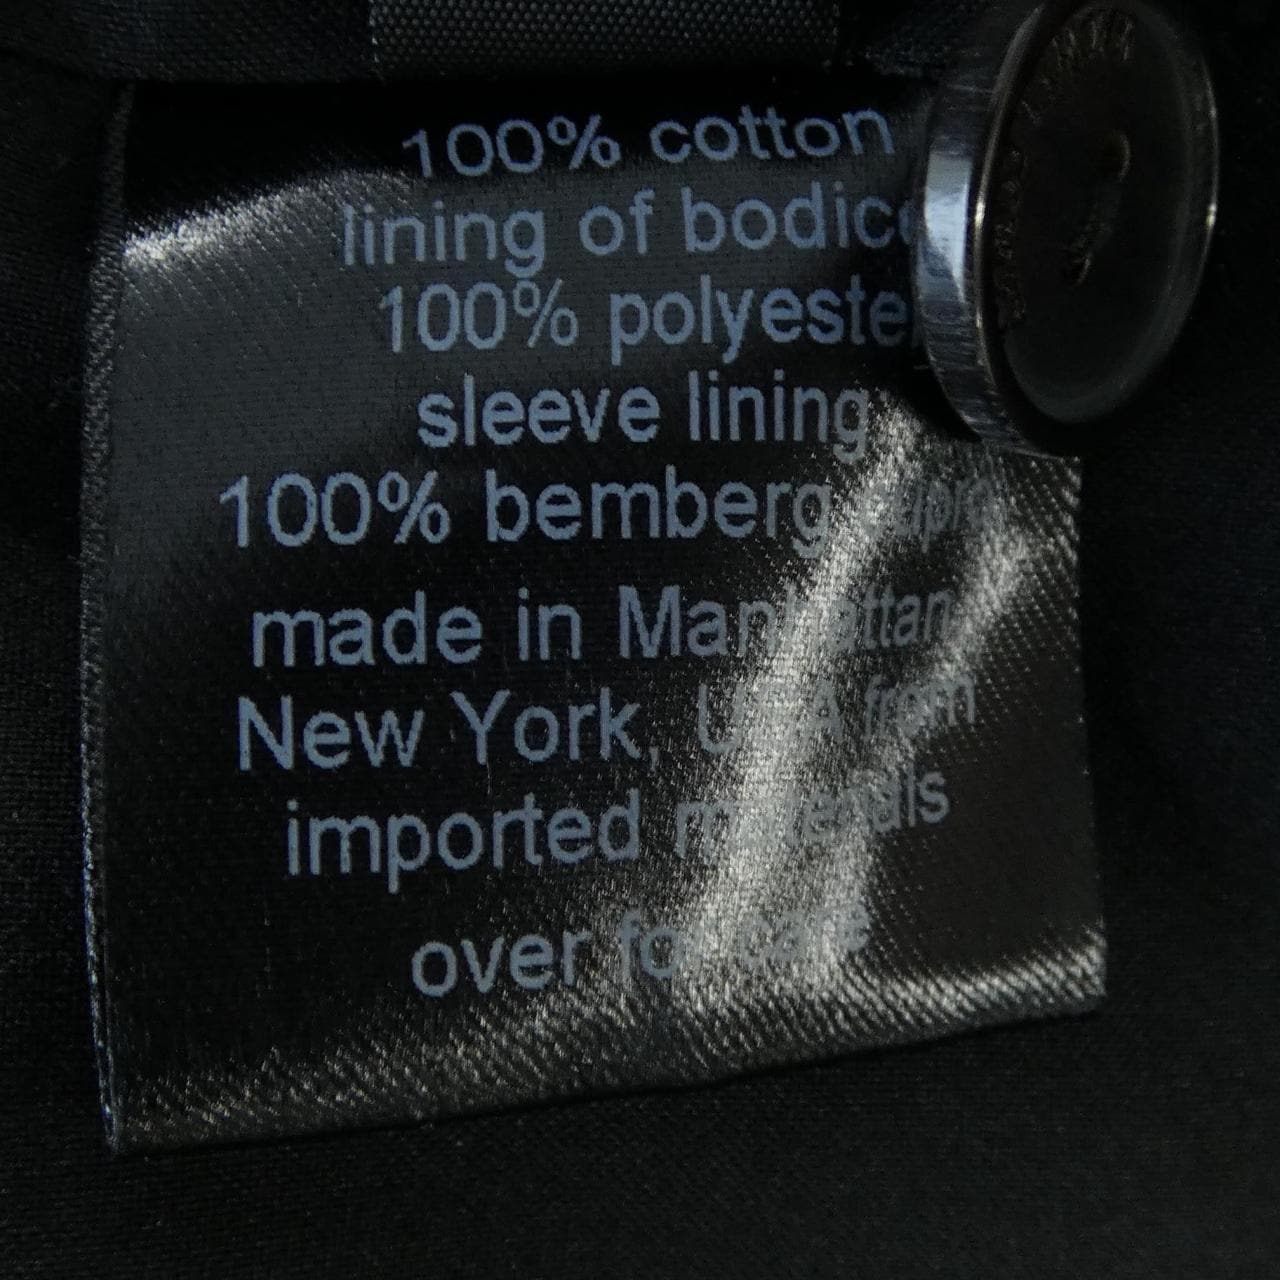 100% cotton
lining of bodice
100% polyester
sleeve lining
100% bemberg cupro
made in Manhattan
New York, USA from
imported materials
over for care